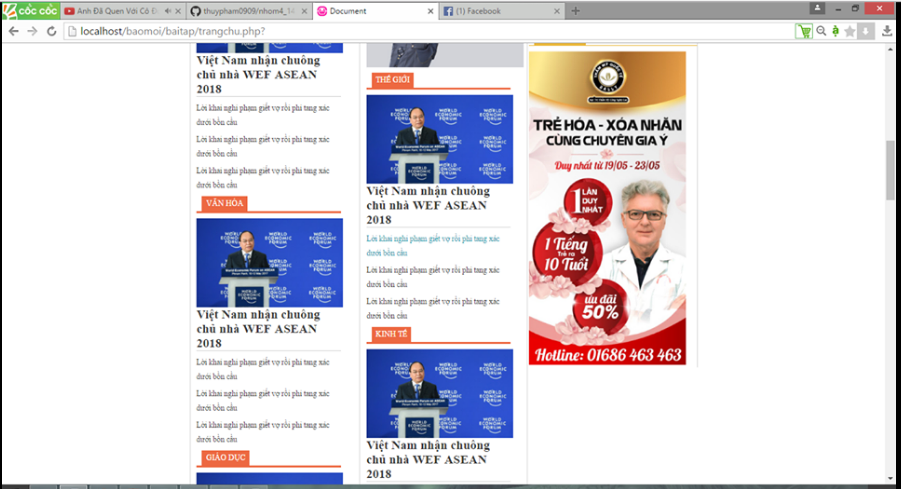 CỐC CỐC
Anh Đã Quen Với Cô Đ
thuypham0909/nhom4_14
Document
(1) Facebook
localhost/baomoi/baitap/trangchu.php?
Việt Nam nhận chuông
chủ nhà WEF ASEAN
2018
Lời khai nghi phạm giết vợ rồi phi tang xác
dưới bồn cầu
Lời khai nghi phạm giết vợ rồi phi tang xác
dưới bồn cầu
Lời khai nghi phạm giết vợ rồi phi tang xác
dưới bồn cầu
VĂN HÓA
WORLD
ECONOMIC
FORUM
Việt Nam nhận chuông
chủ nhà WEF ASEAN
2018
Lời khai nghi phạm giết vợ rồi phi tang xác
dưới bồn cầu
Lời khai nghi phạm giết vợ rồi phi tang xác
dưới bồn cầu
Lời khai nghi phạm giết vợ rồi phi tang xác
dưới bồn cầu
GIÁO DỤC
THẾ GIỚI
WORLD
ECONOMIC
FORUM
Việt Nam nhận chuông
chủ nhà WEF ASEAN
2018
Lời khai nghi phạm giết vợ rồi phi tang xác
dưới bồn cầu
Lời khai nghi phạm giết vợ rồi phi tang xác
dưới bồn cầu
Lời khai nghi phạm giết vợ rồi phi tang xác
dưới bồn cầu
KINH TẾ
WORLD
ECONOMIC
FORUM
Việt Nam nhận chuông
chủ nhà WEF ASEAN
2018
TRẺ HÓA - XÓA NHĂN
CÙNG CHUYÊN GIA Ý
Duy nhất từ 19/05 - 23/05
1 LẦN
DUY
NHẤT
1 Tiếng
Trẻ ra
10 Tuổi
ưu đãi
50%
Hotline: 01686 463 463